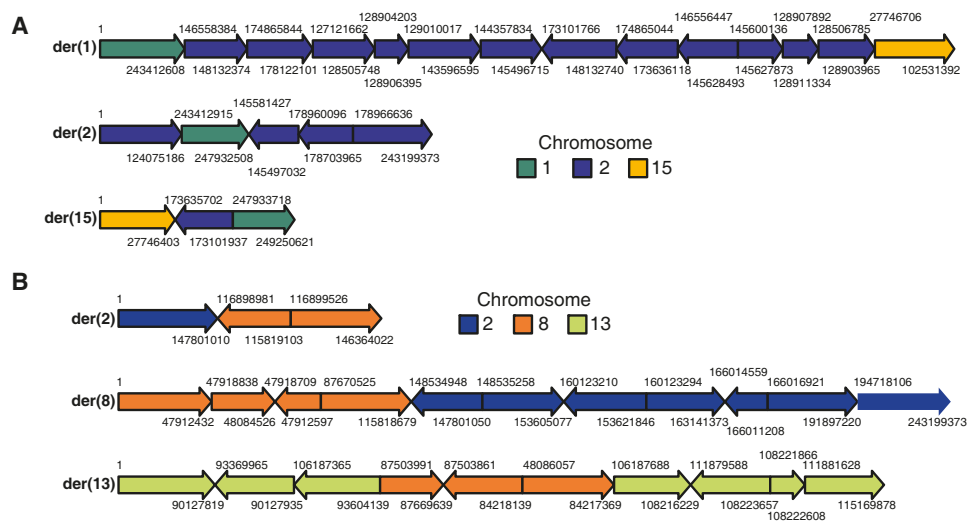 A
128904203 128907892
1 146558384 174865844 127121662 129010017 144357834 173101766 174865044 146556447 145600136 128506785 27746706
der(1)
243412608 148132374 178122101 128505748 143596595 145496715 148132740 173636118 145627873 128903965 102531392
128906395 145628493 128911334
145581427
1 243412915 178960096 178966636
der(2)
124075186 247932508 178703965 243199373
145497032
Chromosome
1 2 15
1 173635702 247933718
der(15)
27746403 173101937 249250621
B
1 116898981 116899526
der(2)
147801010 115819103 146364022
Chromosome
2 8 13
166014559
1 47918838 47918709 87670525 148534948 148535258 160123210 160123294 166016921 194718106
der(8)
47912432 48084526 47912597 115818679 147801050 153605077 153621846 163141373 191897220 243199373
166011208
108221866
1 93369965 106187365 87503991 87503861 48086057 106187688 111879588 111881628
der(13)
90127819 90127935 93604139 87669639 84218139 84217369 108216229 108223657 115169878
108222608